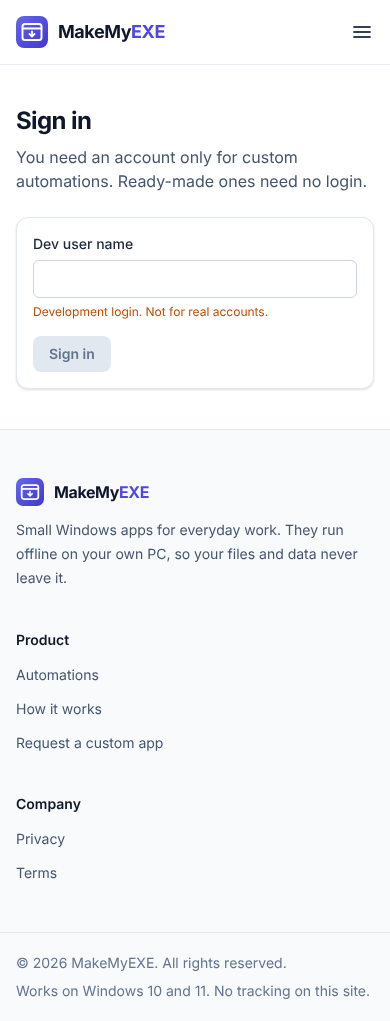 MakeMyEXE
Sign in
You need an account only for custom
automations. Ready-made ones need no login.
Dev user name
Development login. Not for real accounts.
Sign in
MakeMyEXE
Small Windows apps for everyday work. They run
offline on your own PC, so your files and data never
leave it.
Product
Automations
How it works
Request a custom app
Company
Privacy
Terms
© 2026 MakeMyEXE. All rights reserved.
Works on Windows 10 and 11. No tracking on this site.